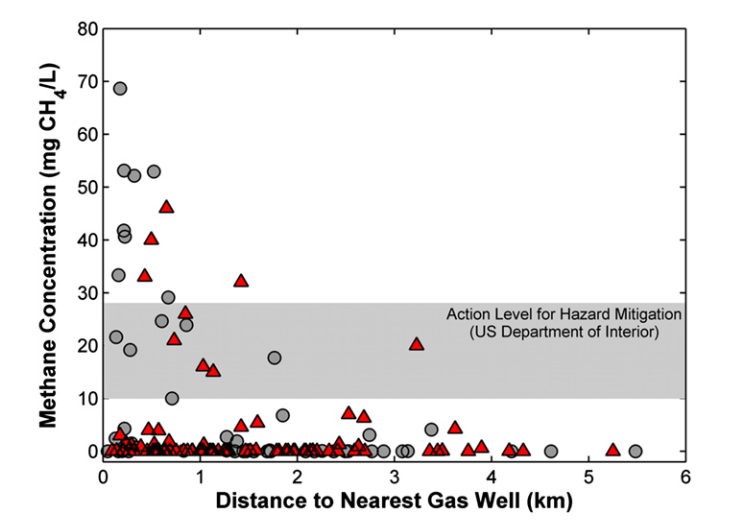 80
70
60
50
40
30
20
10
0
Methane Concentration (mg CH4/L)
Action Level for Hazard Mitigation
(US Department of Interior)
0 1 2 3 4 5 6
Distance to Nearest Gas Well (km)